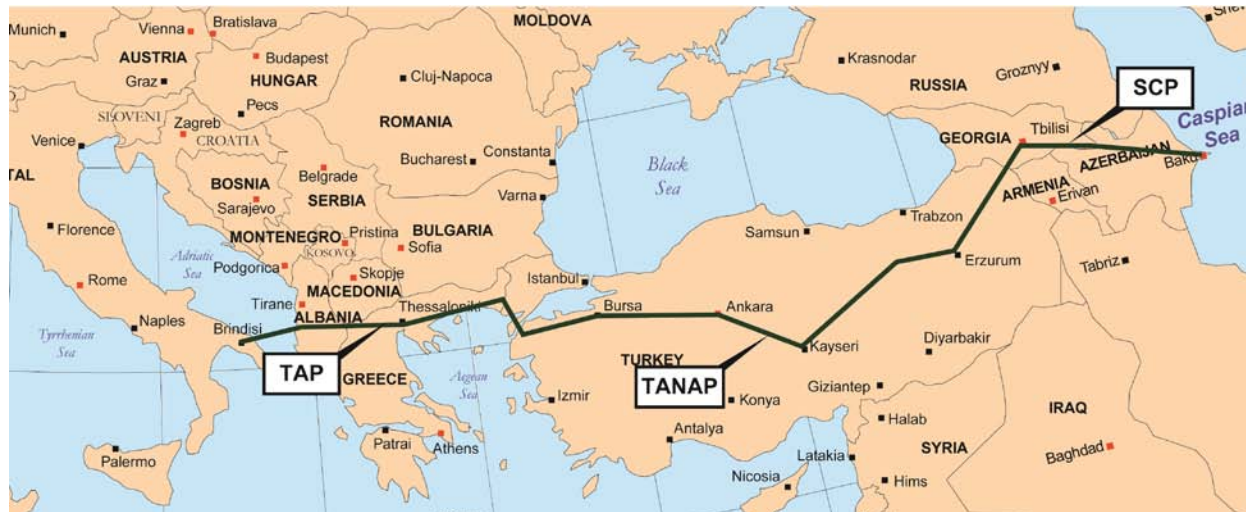 MOLDOVA
Munich
Vienna
Bratislava
AUSTRIA
Budapest
Graz
HUNGAR
Cluj-Napoca
Krasnodar
Groznyy
RUSSIA
SCP
Pecs
SLOVENI
Zagreb
CROATIA
ROMANIA
Caspian
Sea
Venice
Tbilisi
GEORGIA
AZERBAIJAN
Baku
TAL
Bucharest
Constanta
Black
Sea
BOSNIA
Belgrade
Sarajevo
SERBIA
Varna
ARMENIA
Erivan
Trabzon
Florence
MONTENEGRO
Pristina
KOSOVO
BULGARIA
Sofia
Samsun
Adriatic
Sea
Podgorica
Skopje
Erzurum
Tabriz
Rome
MACEDONIA
Istanbul
Tirane
ALBANIA
Thessaloniki
Bursa
Ankara
Naples
Brindisi
Tyrrhenian
Sea
TAP
GREECE
Aegean
Sea
TURKEY
TANAP
Kayseri
Diyarbakir
Izmir
Konya
Giziantep
Halab
IRAQ
Patrai
Athens
Antalya
SYRIA
Baghdad
Palermo
Latakia
Nicosia
Hims